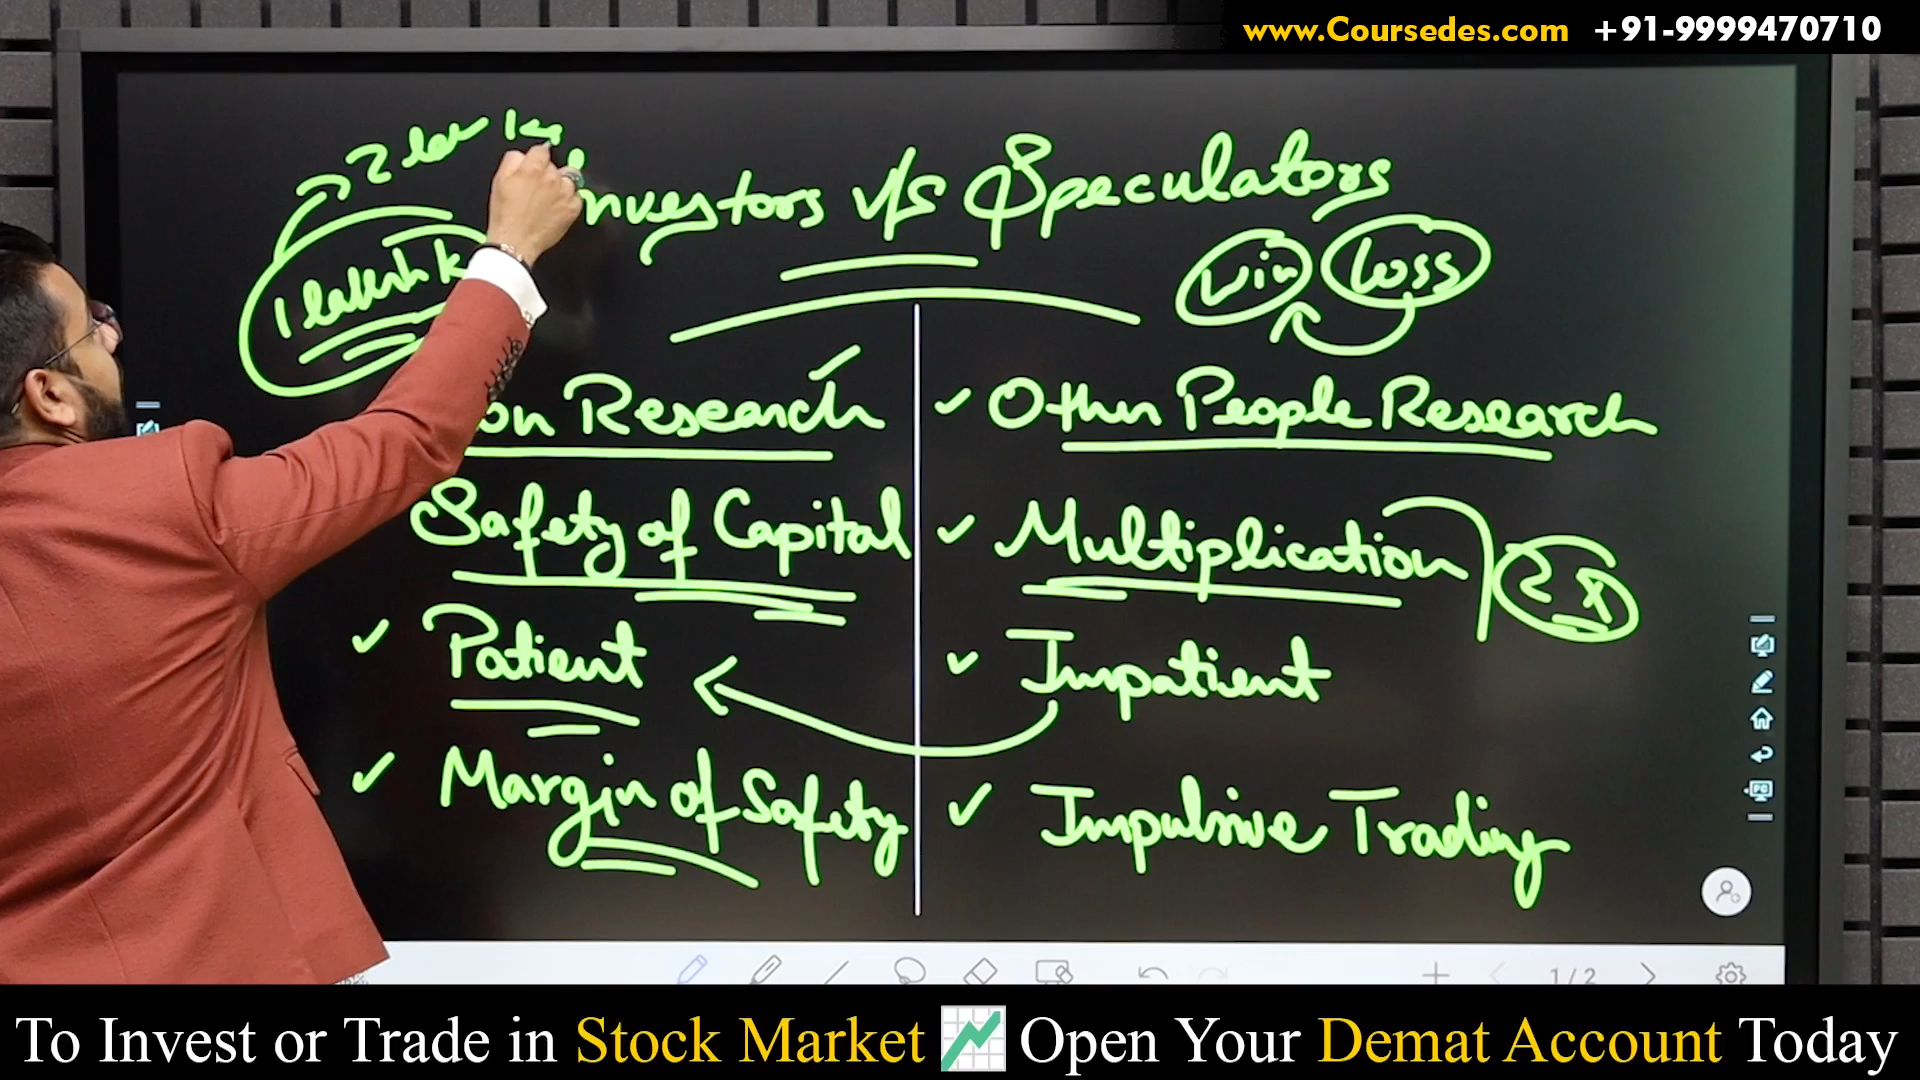 www.Coursedes.com +91-9999470710
2
Investors v/s Speculators
win loss
1 lakh
Research
Other People Research
Safety of Capital
Multiplication
2x
Patient
Impatient
Margin of Safety
Impulsive Trading
1/2
To Invest or Trade in Stock Market Open Your Demat Account Today